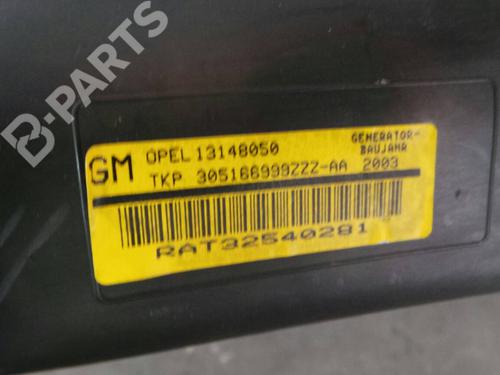 B-PARTS
GM OPEL 13148050 GENERATOR-
BAUJAHR
TKP 305166999ZZZ-AA 2003
RAT32540281